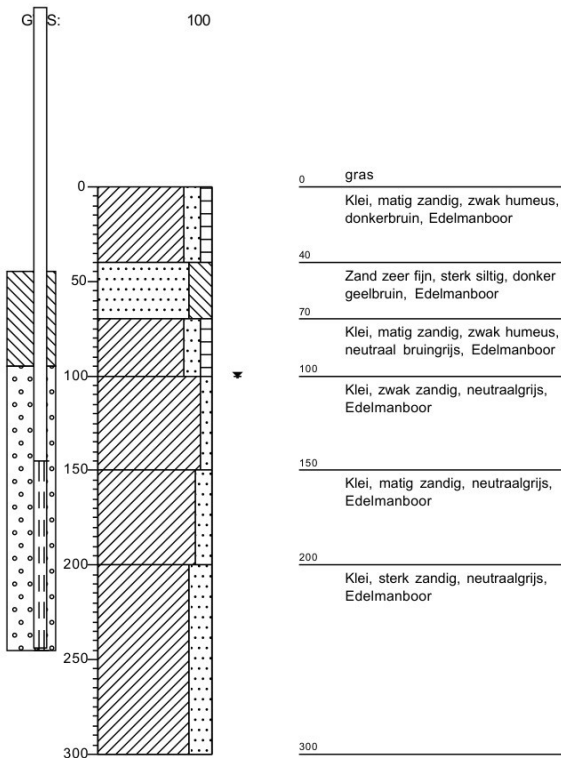 G S: 100
0
50
100
150
200
250
300
0 gras
Klei, matig zandig, zwak humeus,
donkerbruin, Edelmanboor
40
Zand zeer fijn, sterk siltig, donker
geelbruin, Edelmanboor
70
Klei, matig zandig, zwak humeus,
neutraal bruingrijs, Edelmanboor
100
Klei, zwak zandig, neutraalgrijs,
Edelmanboor
150
Klei, matig zandig, neutraalgrijs,
Edelmanboor
200
Klei, sterk zandig, neutraalgrijs,
Edelmanboor
300